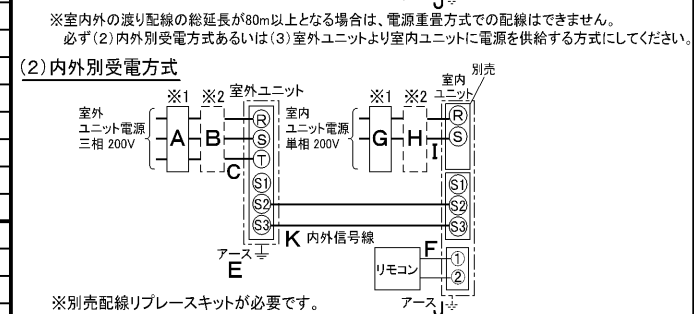 J
※室内外の渡り配線の総延長が80m以上となる場合は、電源重畳方式での配線はできません。
必ず(2)内外別受電方式あるいは(3)室外ユニットより室内ユニットに電源を供給する方式にしてください。
(2)内外別受電方式
※1 ※2 室外ユニット
室外
ユニット電源
三相 200V
A
B
C
R
S
T
S1
S2
S3
アース
E
※1 ※2
室内
ユニット
別売
室内
ユニット電源
単相 200V
G
H
I
R
S
S1
S2
S3
K 内外信号線
リモコン
F
①
②
アース
J
※別売配線リプレースキットが必要です。